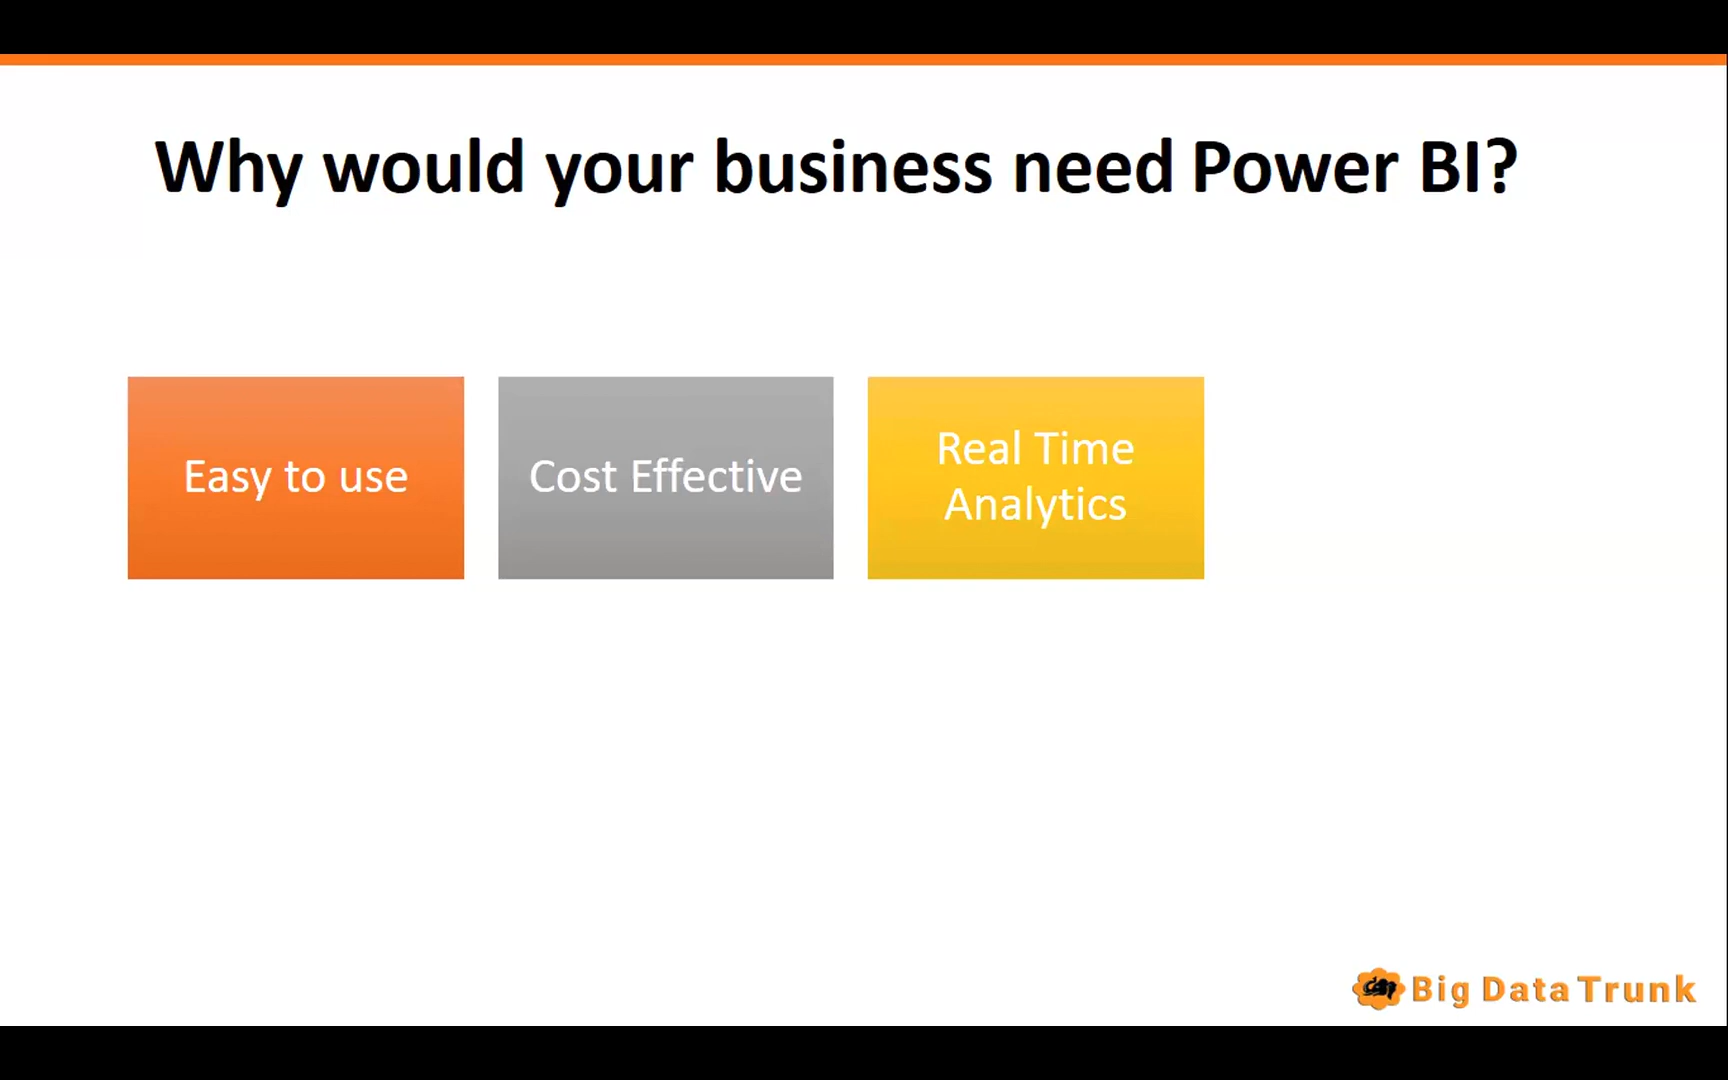 Why would your business need Power BI?
Easy to use
Cost Effective
Real Time
Analytics
Big Data Trunk